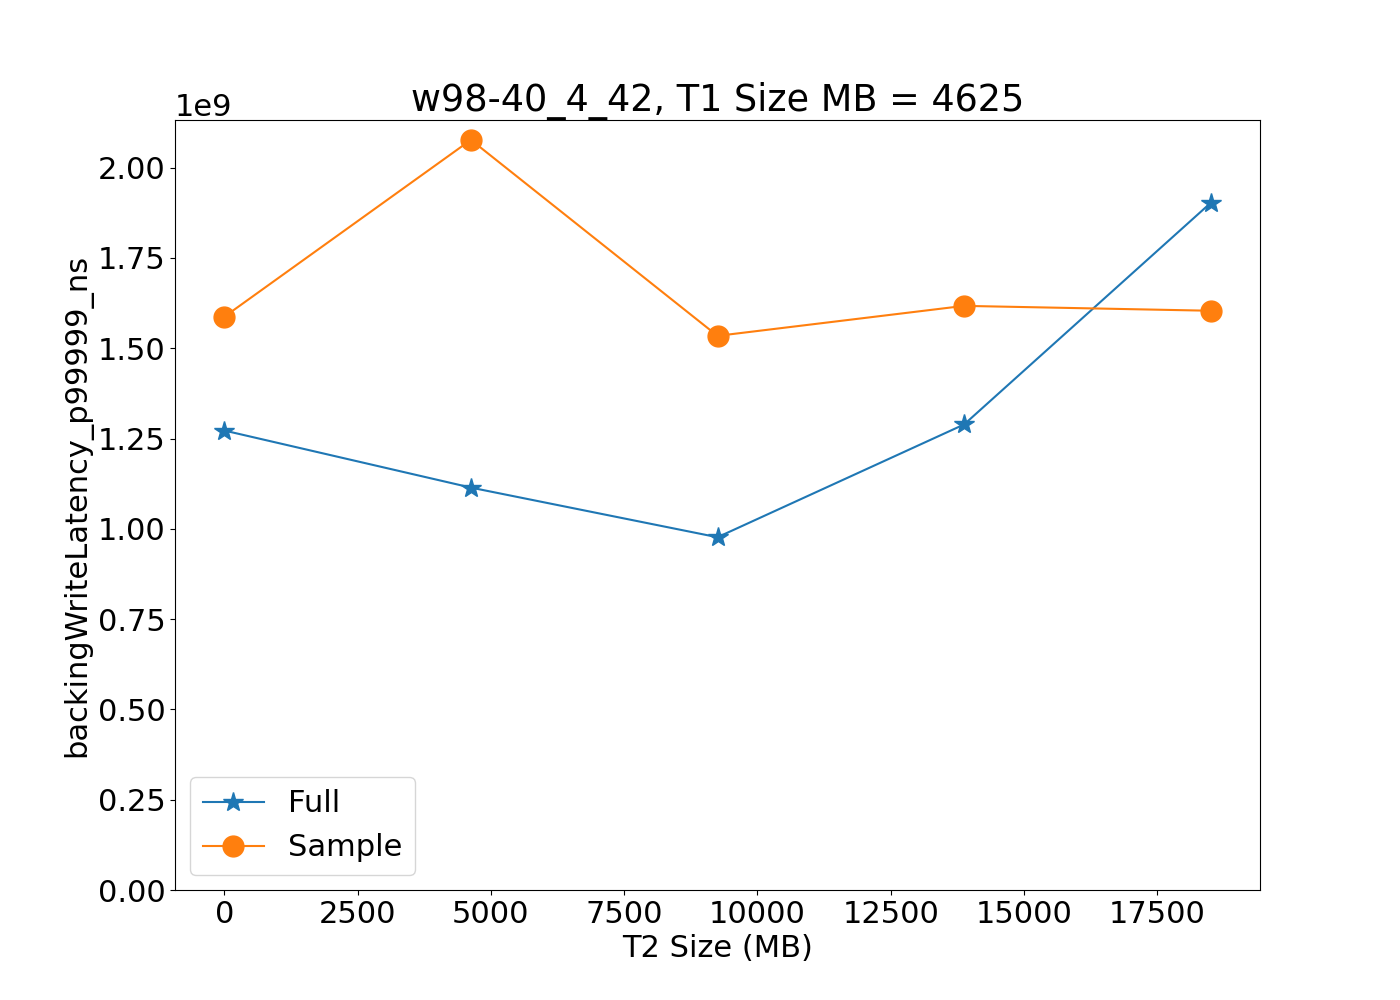 w98-40_4_42, T1 Size MB = 4625
1e9
2.00
1.75
1.50
1.25
1.00
0.75
0.50
0.25
0.00
backingWriteLatency_p99999_ns
Full
Sample
0 2500 5000 7500 10000 12500 15000 17500
T2 Size (MB)